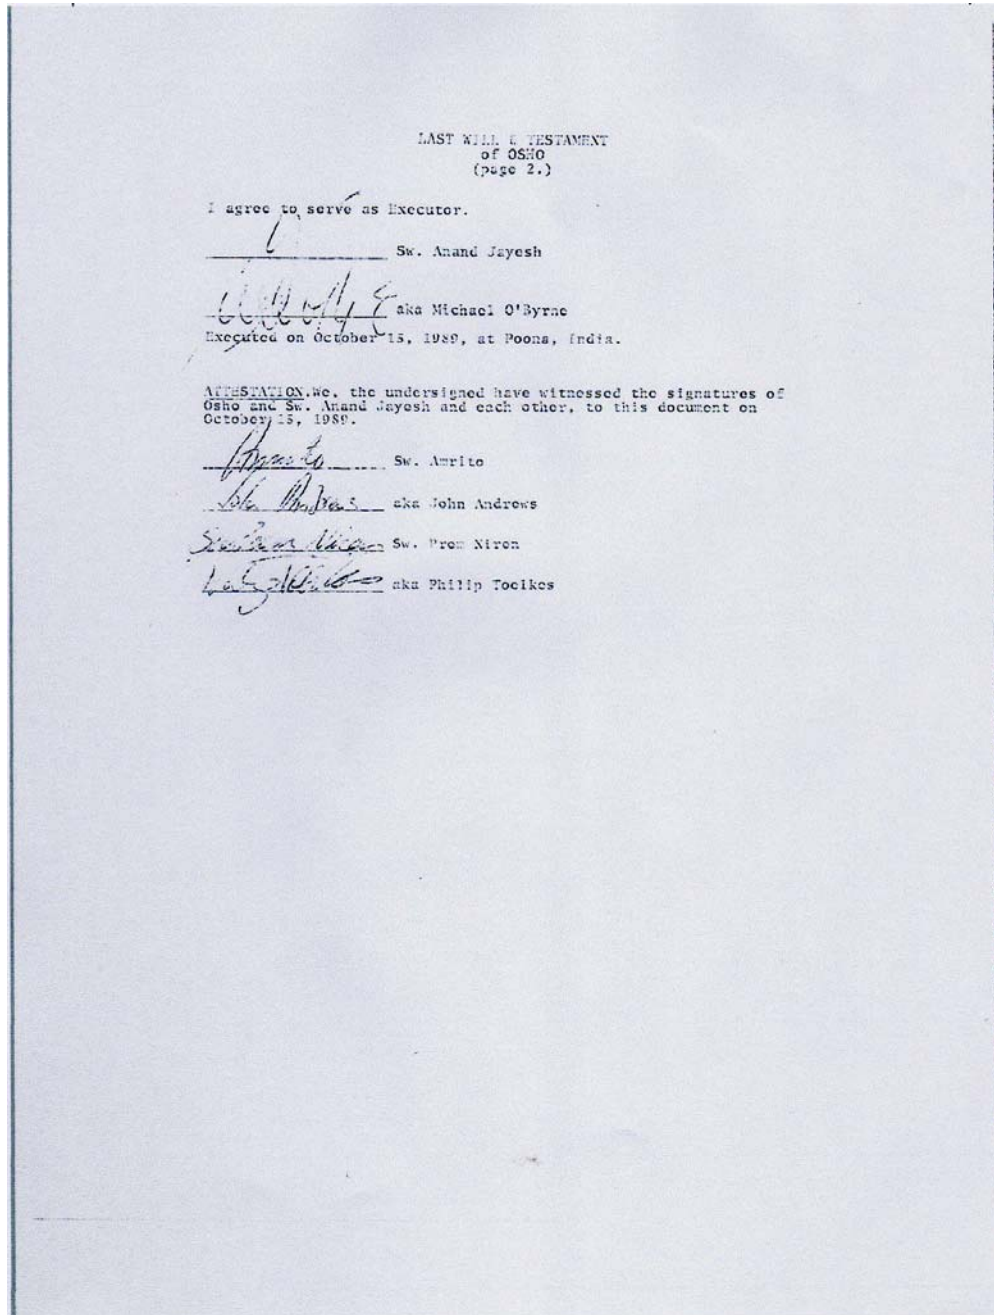 LAST WILL & TESTAMENT
of OSHO
(page 2.)
I agree to serve as Executor.
Sw. Anand Jayesh
aka Michael O'Byrne
Executed on October 15, 1989, at Poona, India.
ATTESTATION.We, the undersigned have witnessed the signatures of
Osho and Sw. Anand Jayesh and each other, to this document on
October 15, 1989.
Amrito Sw. Amrito
John Andrews aka John Andrews
Sw. Prem Niren
aka Philip Toelkes